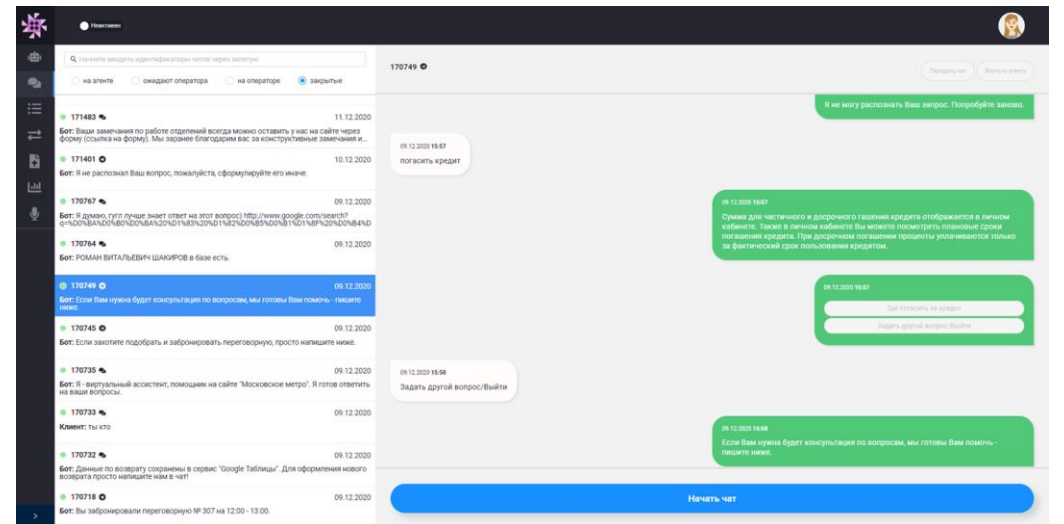 Неактивен
Начните вводить идентификаторы чатов через запятую
на агенте
ожидают оператора
на операторе
закрытые
171483
11.12.2020
Бот: Ваши замечания по работе отделений всегда можно оставить у нас на сайте через
форму (ссылка на форму). Мы заранее благодарим вас за конструктивные замечания и...
171401
10.12.2020
Бот: Я не распознал Ваш вопрос, пожалуйста, сформулируйте его иначе.
170767
09.12.2020
Бот: Я думаю, гугл лучше знает ответ на этот вопрос) http://www.google.com/search?
170764
09.12.2020
Бот: РОМАН ВИТАЛЬЕВИЧ ШАКИРОВ в базе есть.
170749
09.12.2020
Бот: Если Вам нужна будет консультация по вопросам, мы готовы Вам помочь - пишите
ниже.
170745
09.12.2020
Бот: Если захотите подобрать и забронировать переговорную, просто напишите ниже.
170735
09.12.2020
Бот: Я - виртуальный ассистент, помощник на сайте "Московское метро". Я готов ответить
на ваши вопросы.
170733
09.12.2020
Клиент: ты кто
170732
09.12.2020
Бот: Данные по возврату сохранены в сервис "Google Таблицы". Для оформления нового
возврата просто напишите нам в чат!
170718
09.12.2020
Бот: Вы забронировали переговорную № 307 на 12:00 - 13:00.
170749
Передать чат
Вернуть агенту
Я не могу распознать Ваш запрос. Попробуйте заново.
09.12.2020 15:57
погасить кредит
09.12.2020 15:57
Сумма для частичного и досрочного гашения кредита отображается в личном
кабинете. Также в личном кабинете Вы можете посмотреть плановые сроки
погашения кредита. При досрочном погашении проценты уплачиваются только
за фактический срок пользования кредитом.
09.12.2020 15:57
Где погасить за кредит
Задать другой вопрос/Выйти
09.12.2020 15:58
Задать другой вопрос/Выйти
09.12.2020 15:58
Если Вам нужна будет консультация по вопросам, мы готовы Вам помочь -
пишите ниже.
Начать чат